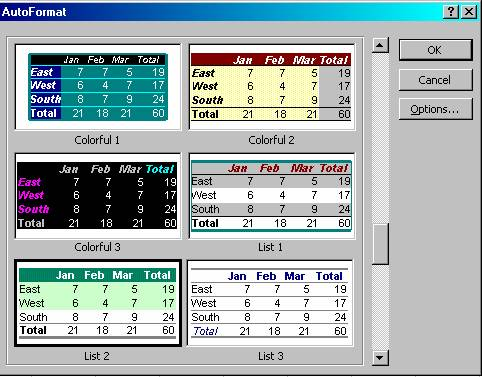 AutoFormat
OK
Cancel
Options...
Jan Feb Mar Total
East 7 7 5 19
West 6 4 7 17
South 8 7 9 24
Total 21 18 21 60
Colorful 1
Jan Feb Mar Total
East 7 7 5 19
West 6 4 7 17
South 8 7 9 24
Total 21 18 21 60
Colorful 2
Jan Feb Mar Total
East 7 7 5 19
West 6 4 7 17
South 8 7 9 24
Total 21 18 21 60
Colorful 3
Jan Feb Mar Total
East 7 7 5 19
West 6 4 7 17
South 8 7 9 24
Total 21 18 21 60
List 1
Jan Feb Mar Total
East 7 7 5 19
West 6 4 7 17
South 8 7 9 24
Total 21 18 21 60
List 2
Jan Feb Mar Total
East 7 7 5 19
West 6 4 7 17
South 8 7 9 24
Total 21 18 21 60
List 3